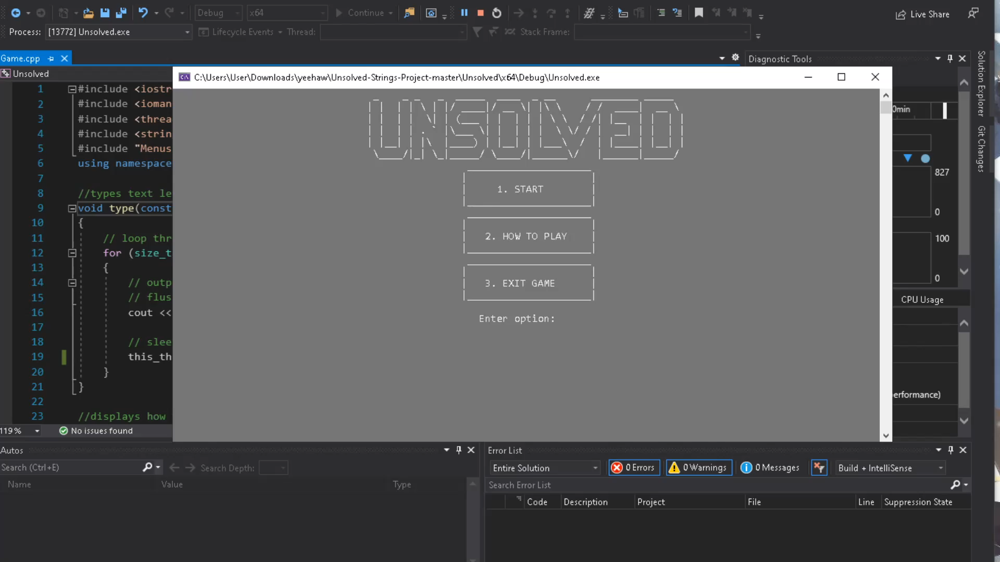 Debug
x64
Continue
Live Share
Process:
[13772] Unsolved.exe
Lifecycle Events
Thread:
Stack Frame:
Game.cpp
Diagnostic Tools
Unsolved
C:\Users\User\Downloads\yeehaw\Unsolved-Strings-Project-master\Unsolved\x64\Debug\Unsolved.exe
Solution Explorer
Git Changes
1 #include <iostr
2 #include <ioman
3 #include <threa
4 #include <strin
5 #include "Menus
6 using namespace
7
8 //types text le
9 void type(const
10 {
11 // loop thr
12 for (size_t
13 {
14 // outp
15 // flus
16 cout <<
17
18 // slee
19 this_th
20 }
21 }
22
23 //displays how
UNSOLVED
1. START
2. HOW TO PLAY
3. EXIT GAME
Enter option:
0min
827
0
100
0
CPU Usage
erformance)
119 %
No issues found
Autos
Search (Ctrl+E)
Search Depth:
Name Value Type
Error List
Entire Solution
0 Errors
0 Warnings
0 Messages
Build + IntelliSense
Search Error List
Code Description Project File Line Suppression State